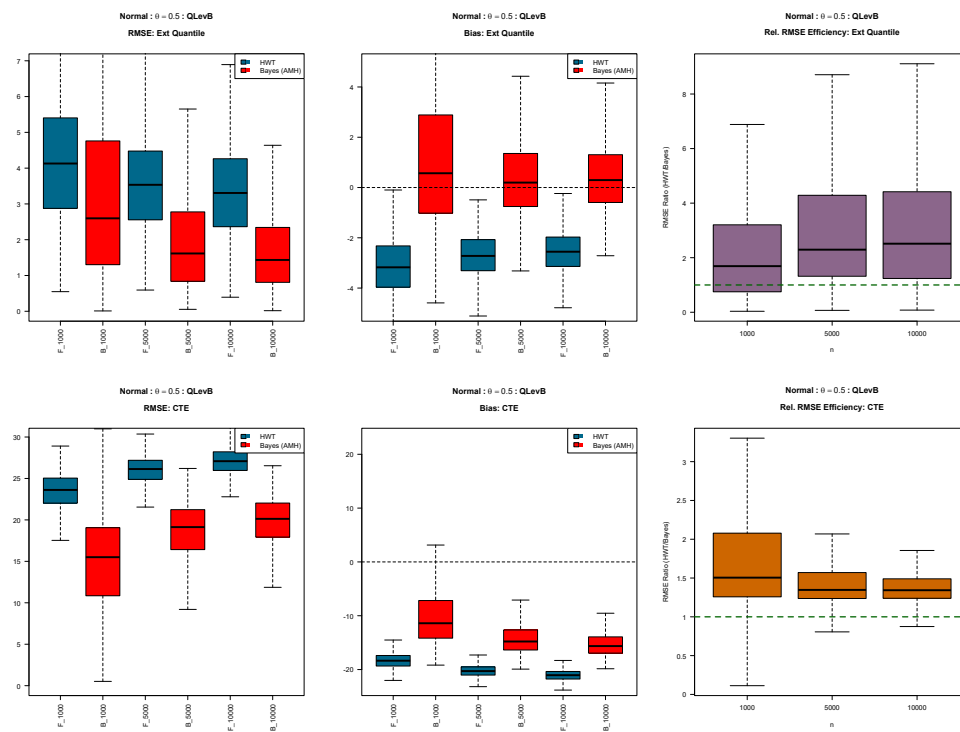 Normal : θ = 0.5 : QLevB
RMSE: Ext Quantile
HWT
Bayes (AMH)
7
6
5
4
3
2
1
0
F_1000
B_1000
F_5000
B_5000
F_10000
B_10000
Normal : θ = 0.5 : QLevB
Bias: Ext Quantile
HWT
Bayes (AMH)
4
2
0
-2
-4
F_1000
B_1000
F_5000
B_5000
F_10000
B_10000
Normal : θ = 0.5 : QLevB
Rel. RMSE Efficiency: Ext Quantile
RMSE Ratio (HWT/Bayes)
8
6
4
2
0
1000
5000
10000
n
Normal : θ = 0.5 : QLevB
RMSE: CTE
HWT
Bayes (AMH)
30
25
20
15
10
5
0
F_1000
B_1000
F_5000
B_5000
F_10000
B_10000
Normal : θ = 0.5 : QLevB
Bias: CTE
HWT
Bayes (AMH)
20
10
0
-10
-20
F_1000
B_1000
F_5000
B_5000
F_10000
B_10000
Normal : θ = 0.5 : QLevB
Rel. RMSE Efficiency: CTE
RMSE Ratio (HWT/Bayes)
3
2.5
2
1.5
1
0.5
0
1000
5000
10000
n